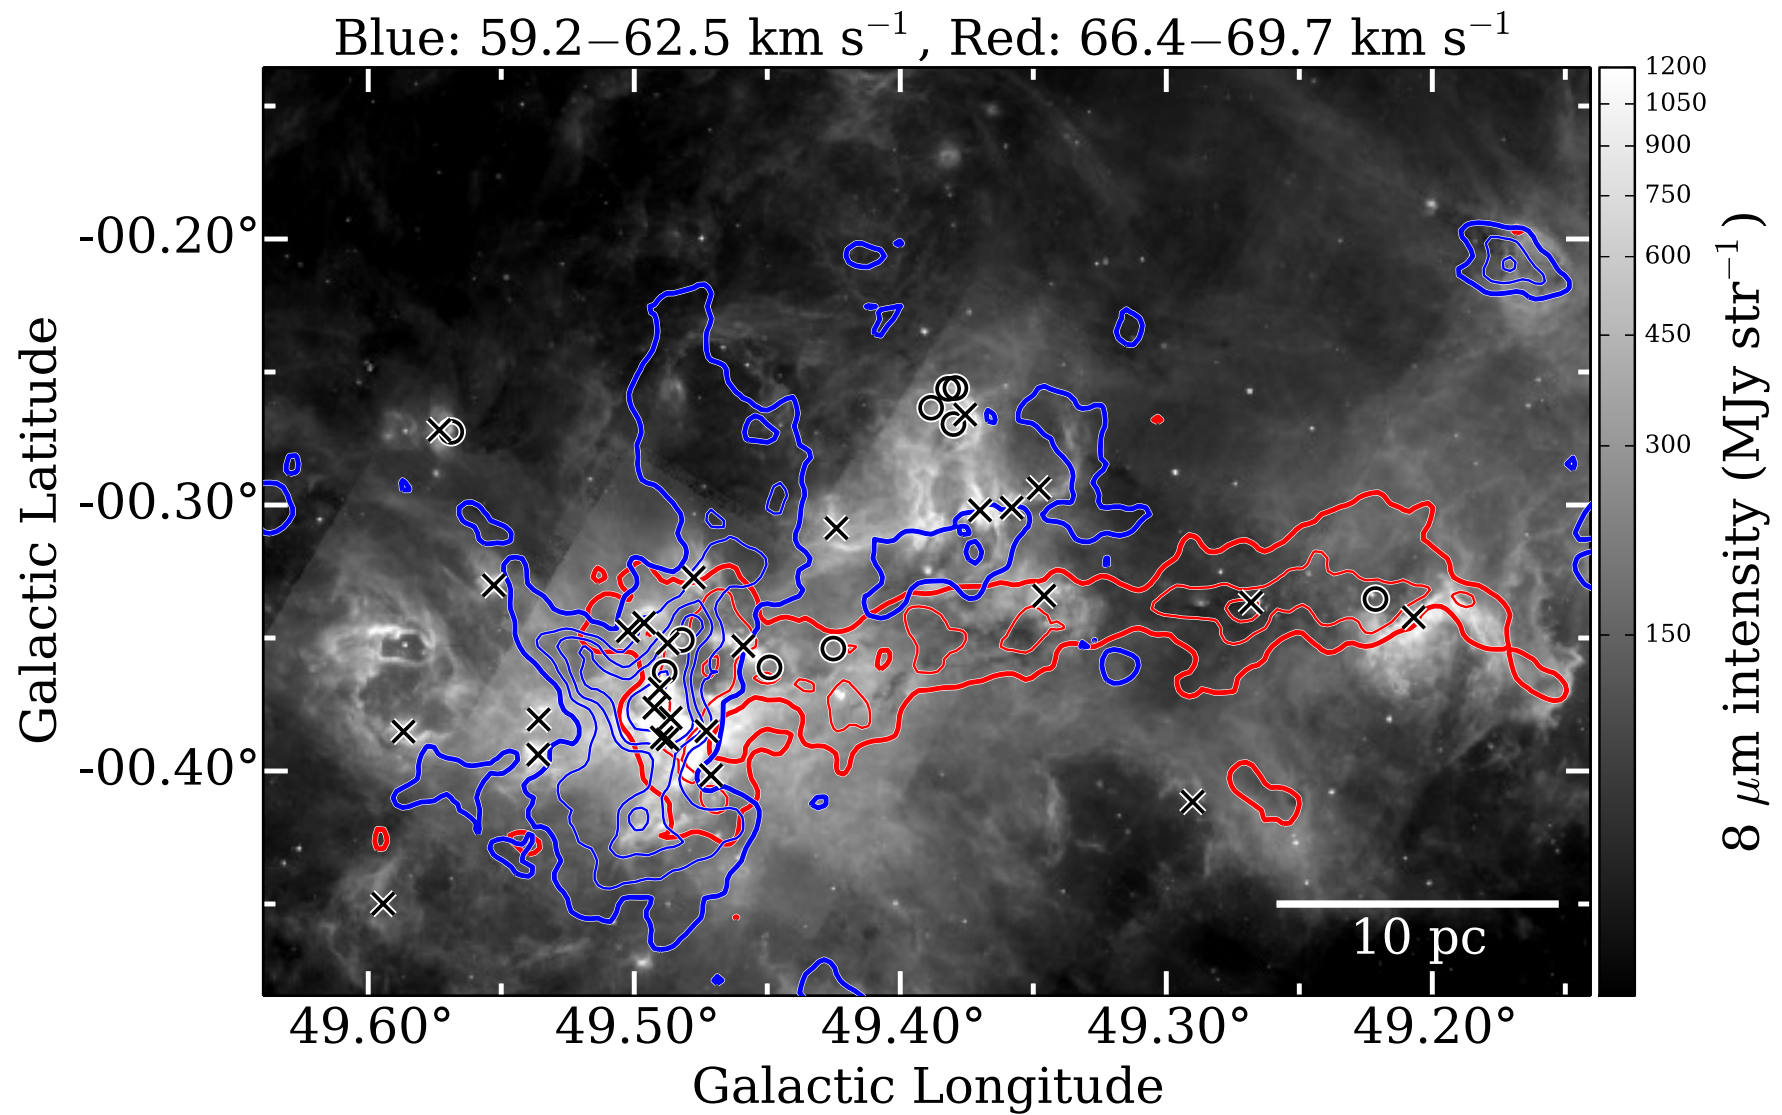 Blue: 59.2−62.5 km s⁻¹, Red: 66.4−69.7 km s⁻¹
1200
1050
900
750
600
450
300
150
8 μm intensity (MJy str⁻¹ )
-00.20°
-00.30°
-00.40°
Galactic Latitude
10 pc
49.60° 49.50° 49.40° 49.30° 49.20°
Galactic Longitude